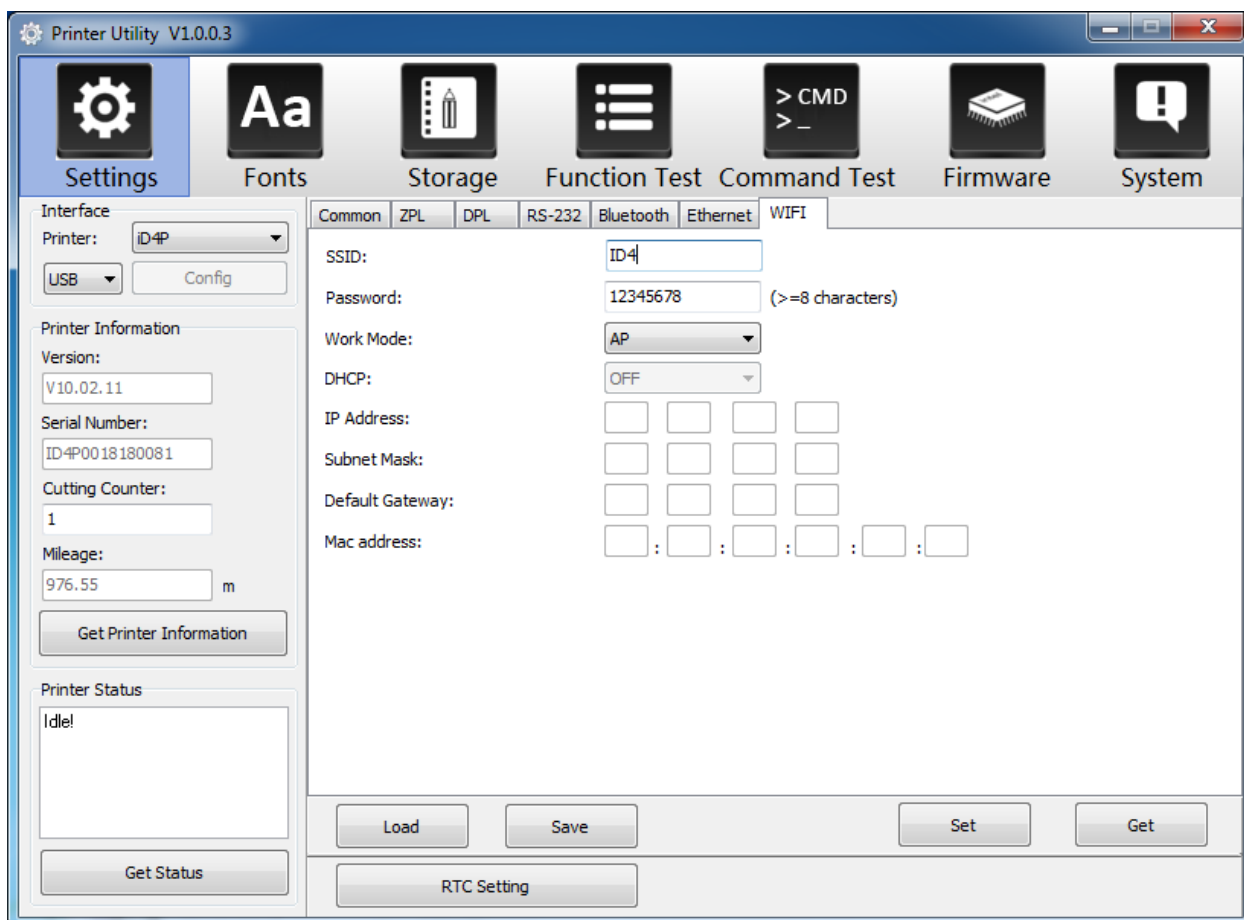 Printer Utility V1.0.0.3
X
Aa
> CMD
>_
Settings
Fonts
Storage
Function Test
Command Test
Firmware
System
Interface
Printer:
iD4P
USB
Config
Printer Information
Version:
V10.02.11
Serial Number:
ID4P0018180081
Cutting Counter:
1
Mileage:
976.55 m
Get Printer Information
Printer Status
Idle!
Get Status
Common
ZPL
DPL
RS-232
Bluetooth
Ethernet
WIFI
SSID: ID4
Password: 12345678 (>=8 characters)
Work Mode: AP
DHCP: OFF
IP Address:
Subnet Mask:
Default Gateway:
Mac address: : : : : :
Load
Save
Set
Get
RTC Setting